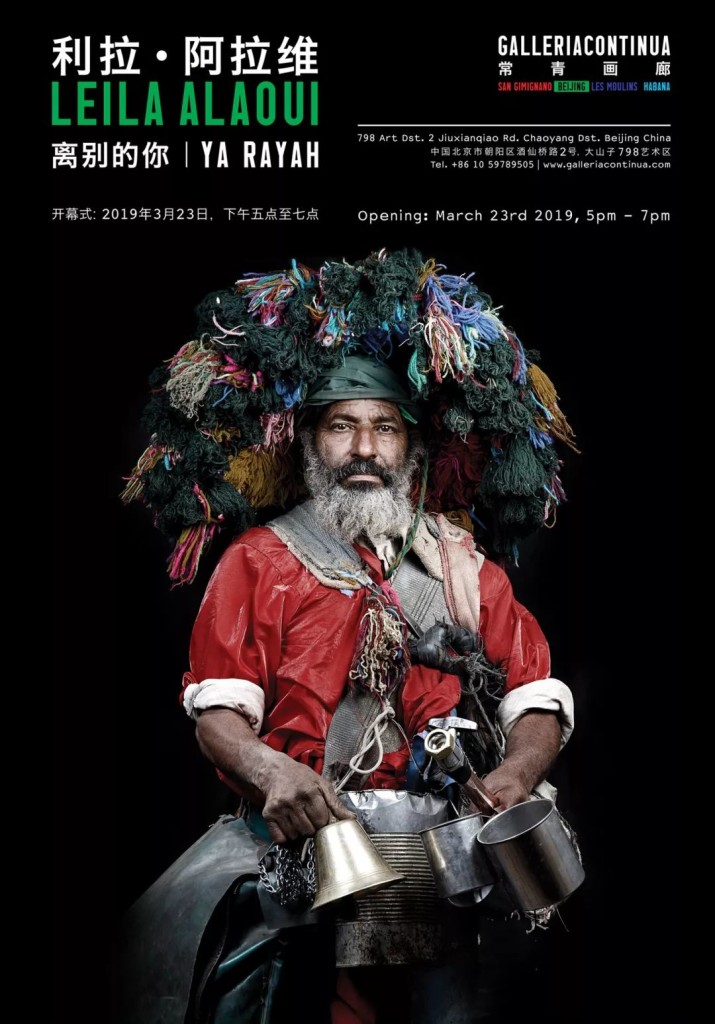 利拉·阿拉维
LEILA ALAOUI
离别的你 | YA RAYAH
GALLERIACONTINUA
常青画廊
SAN GIMIGNANO BEIJING LES MOULINS HABANA
798 Art Dst. 2 Jiuxianqiao Rd. Chaoyang Dst. Beijing China
中国北京市朝阳区酒仙桥路2号, 大山子798艺术区
Tel. +86 10 59789505 | www.galleriacontinua.com
开幕式: 2019年3月23日, 下午五点至七点
Opening: March 23rd 2019, 5pm – 7pm